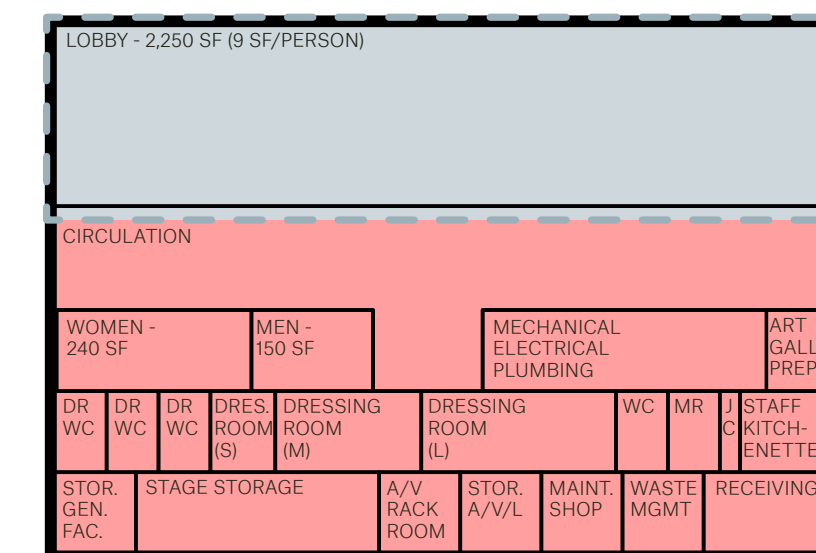 LOBBY - 2,250 SF (9 SF/PERSON)
CIRCULATION
WOMEN -
240 SF
MEN -
150 SF
MECHANICAL
ELECTRICAL
PLUMBING
ART
GALL
PREP
DR
WC
DR
WC
DR
WC
DRES.
ROOM
(S)
DRESSING
ROOM
(M)
DRESSING
ROOM
(L)
WC
MR
J
C
STAFF
KITCH-
ENETTE
STOR.
GEN.
FAC.
STAGE STORAGE
A/V
RACK
ROOM
STOR.
A/V/L
MAINT.
SHOP
WASTE
MGMT
RECEIVING